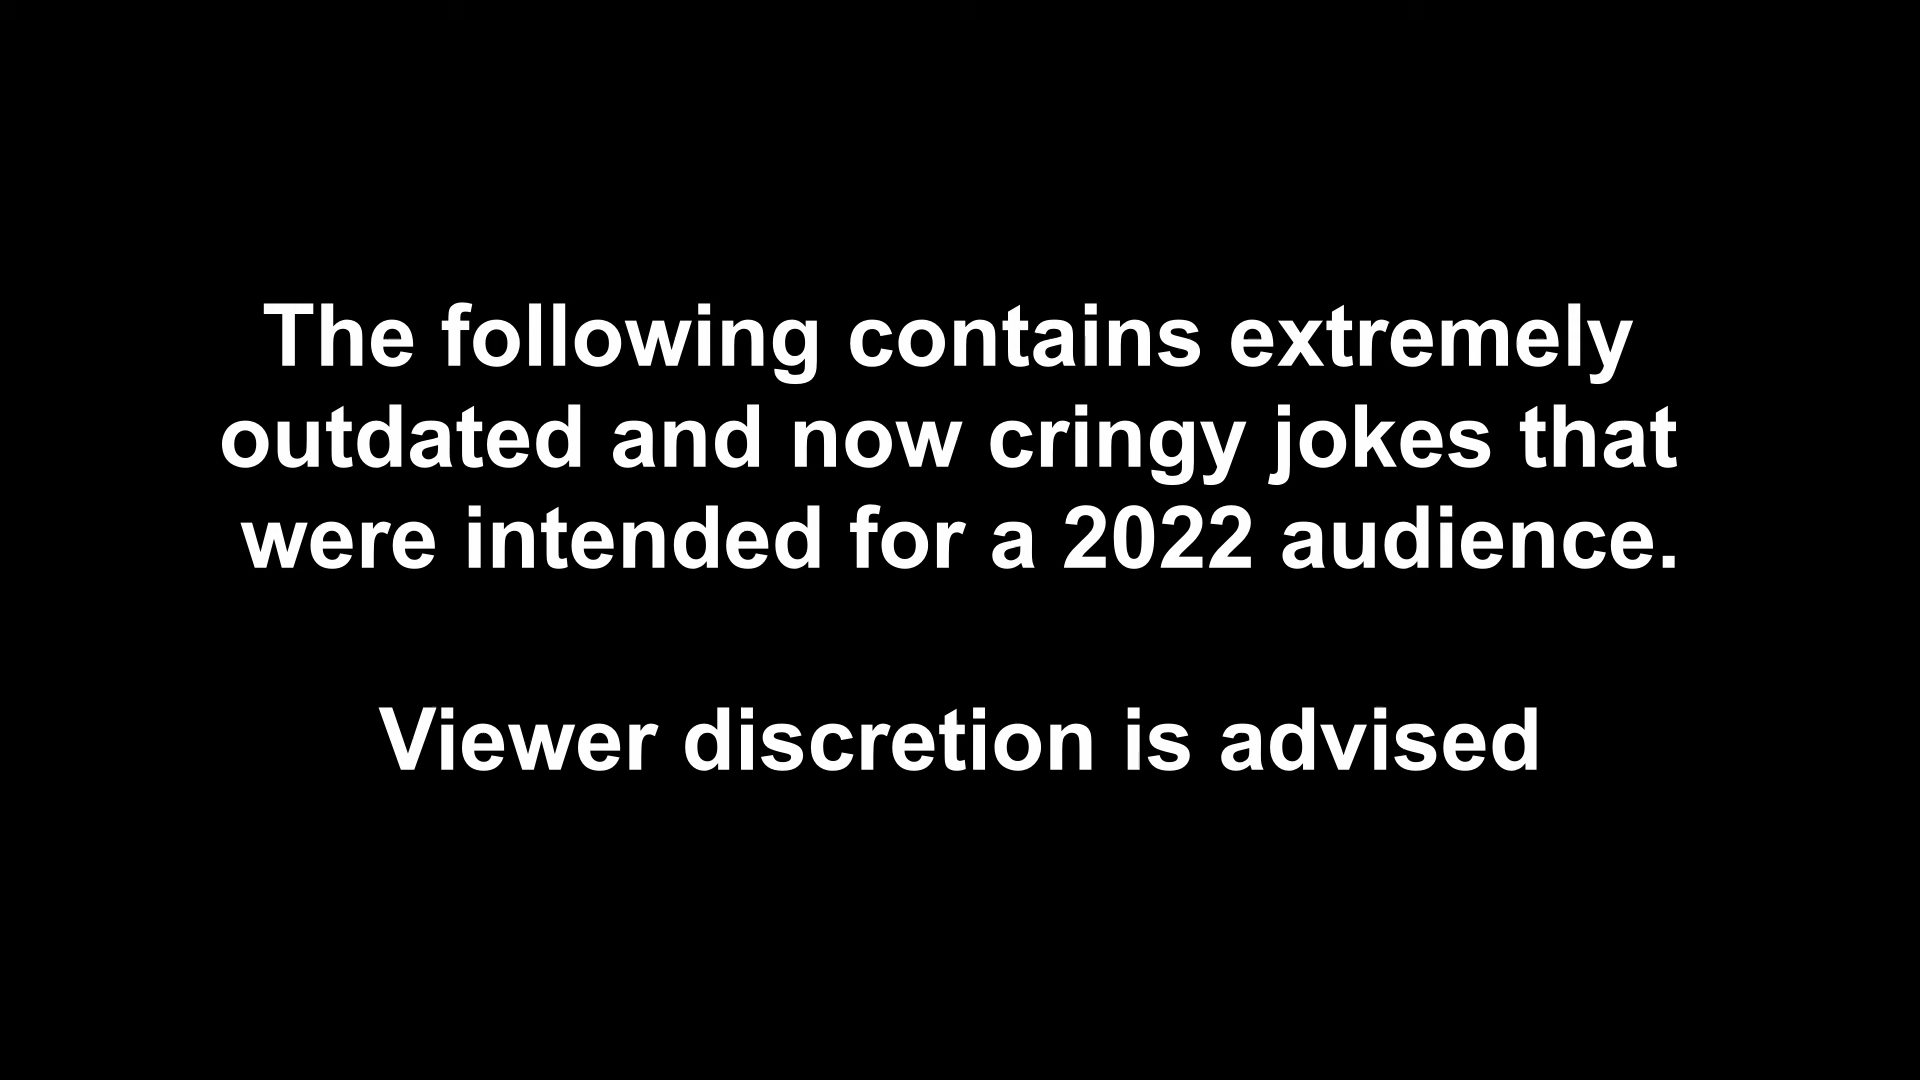 The following contains extremely
outdated and now cringy jokes that
were intended for a 2022 audience.
Viewer discretion is advised